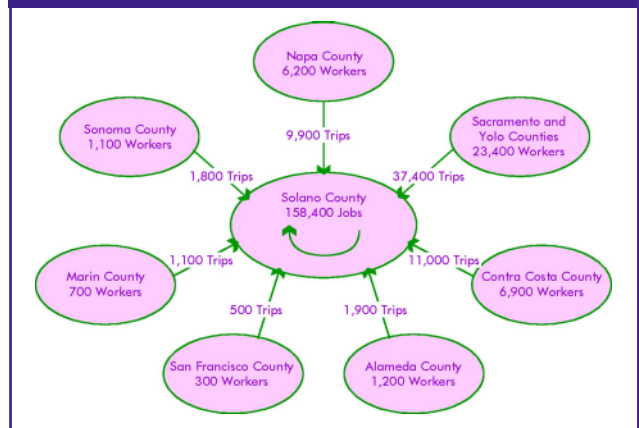 Napa County
6,200 Workers
Sonoma County
1,100 Workers
9,900 Trips
Sacramento and
Yolo Counties
23,400 Workers
1,800 Trips
37,400 Trips
Solano County
158,400 Jobs
1,100 Trips
11,000 Trips
Marin County
700 Workers
Contra Costa County
6,900 Workers
500 Trips
1,900 Trips
San Francisco County
300 Workers
Alameda County
1,200 Workers